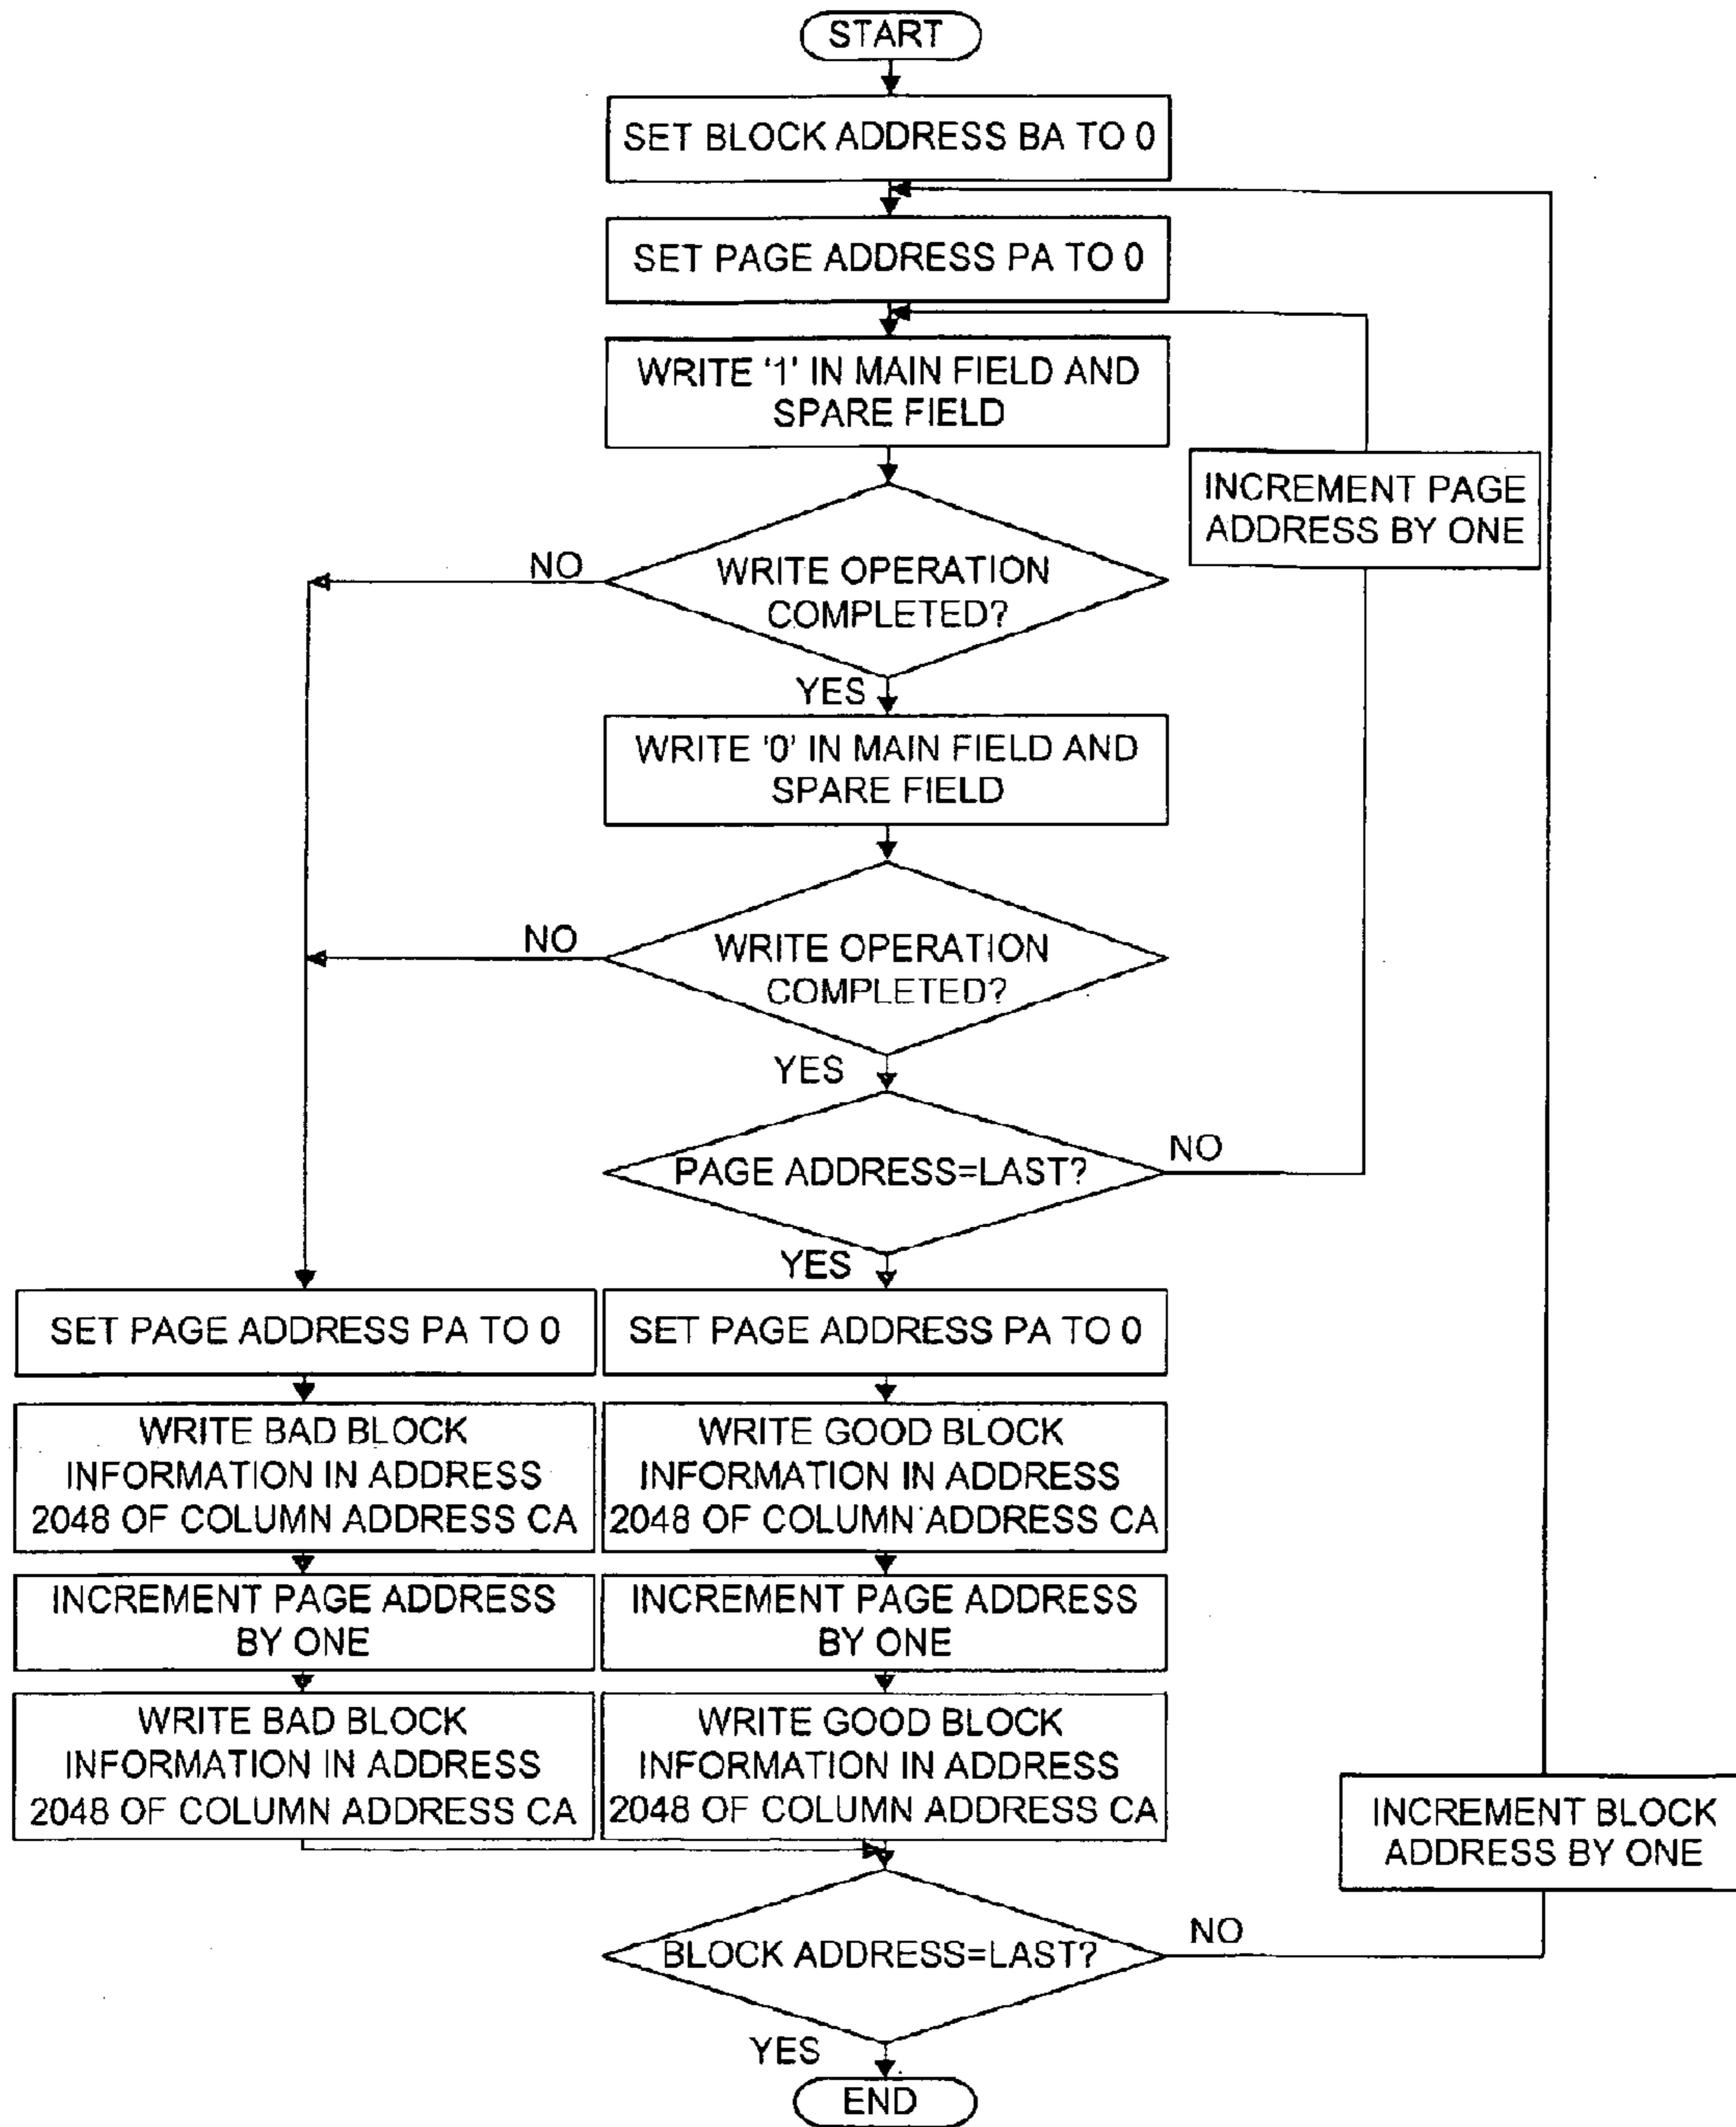 START
SET BLOCK ADDRESS BA TO 0
SET PAGE ADDRESS PA TO 0
WRITE '1' IN MAIN FIELD AND
SPARE FIELD
INCREMENT PAGE
ADDRESS BY ONE
NO
WRITE OPERATION
COMPLETED?
YES
WRITE '0' IN MAIN FIELD AND
SPARE FIELD
NO
WRITE OPERATION
COMPLETED?
YES
PAGE ADDRESS=LAST?
NO
YES
SET PAGE ADDRESS PA TO 0
WRITE BAD BLOCK
INFORMATION IN ADDRESS
2048 OF COLUMN ADDRESS CA
INCREMENT PAGE ADDRESS
BY ONE
WRITE BAD BLOCK
INFORMATION IN ADDRESS
2048 OF COLUMN ADDRESS CA
SET PAGE ADDRESS PA TO 0
WRITE GOOD BLOCK
INFORMATION IN ADDRESS
2048 OF COLUMN ADDRESS CA
INCREMENT PAGE ADDRESS
BY ONE
WRITE GOOD BLOCK
INFORMATION IN ADDRESS
2048 OF COLUMN ADDRESS CA
INCREMENT BLOCK
ADDRESS BY ONE
BLOCK ADDRESS=LAST?
NO
YES
END